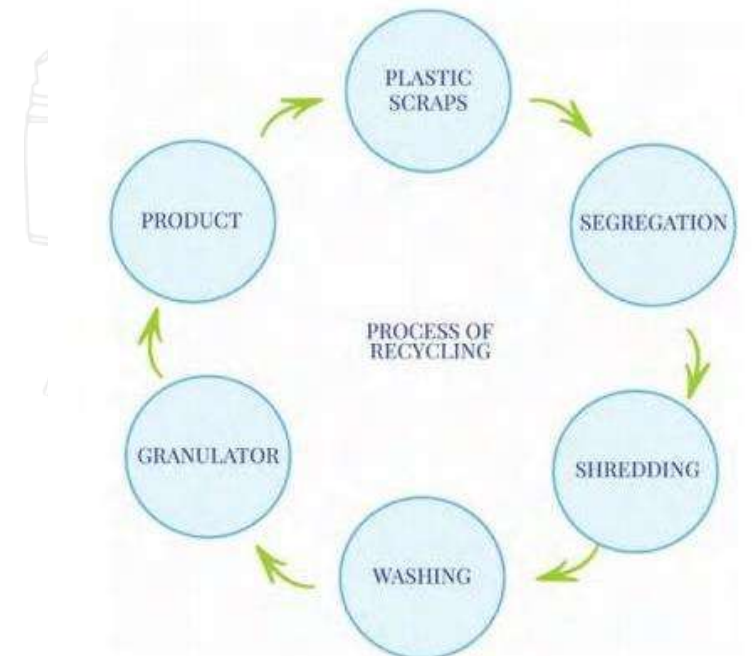 PLASTIC
SCRAPS
SEGREGATION
SHREDDING
WASHING
GRANULATOR
PRODUCT
PROCESS OF
RECYCLING